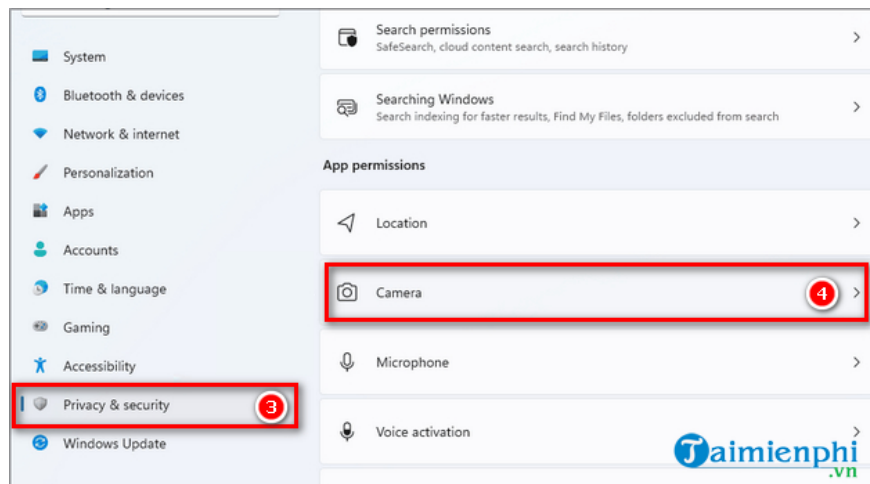 System
Bluetooth & devices
Network & internet
Personalization
Apps
Accounts
Time & language
Gaming
Accessibility
Privacy & security
3
Windows Update
Search permissions
SafeSearch, cloud content search, search history
Searching Windows
Search indexing for faster results, Find My Files, folders excluded from search
App permissions
Location
Camera
4
Microphone
Voice activation
Taimienphi
.vn